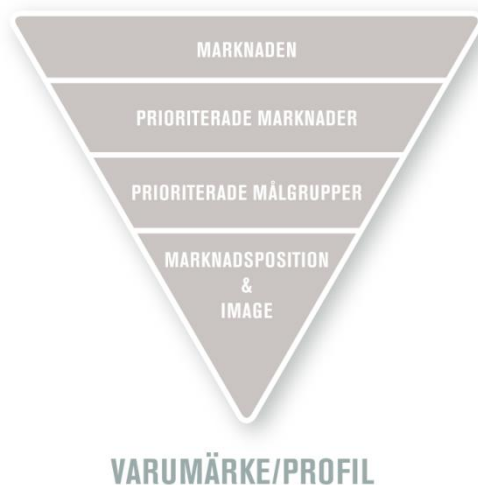 MARKNADEN
PRIORITERADE MARKNADER
PRIORITERADE MÅLGRUPPER
MARKNADSPOSITION
&
IMAGE
VARUMÄRKE/PROFIL